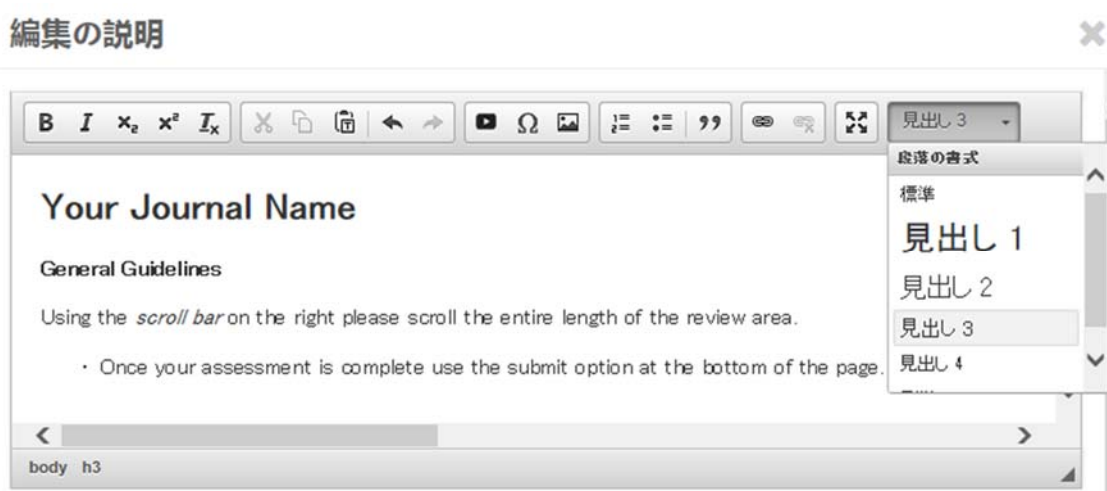 編集の説明
B I x₂ x² Iₓ Ω 見出し 3
段落の書式
標準
見出し 1
見出し 2
見出し 3
見出し 4
Your Journal Name
General Guidelines
Using the scroll bar on the right please scroll the entire length of the review area.
・ Once your assessment is complete use the submit option at the bottom of the page.
body h3